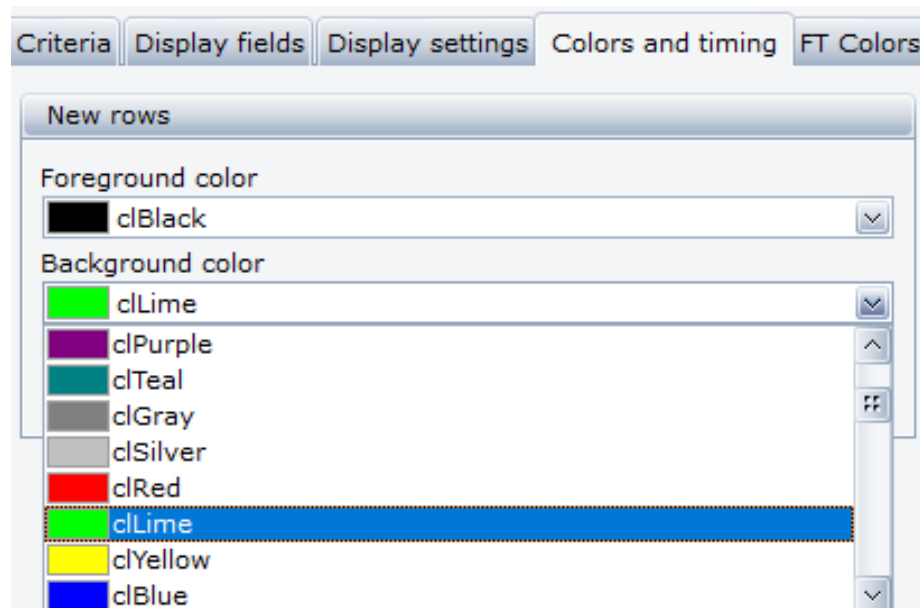 Criteria Display fields Display settings Colors and timing FT Colors
New rows
Foreground color
clBlack
Background color
clLime
clPurple
clTeal
clGray
clSilver
clRed
clLime
clYellow
clBlue